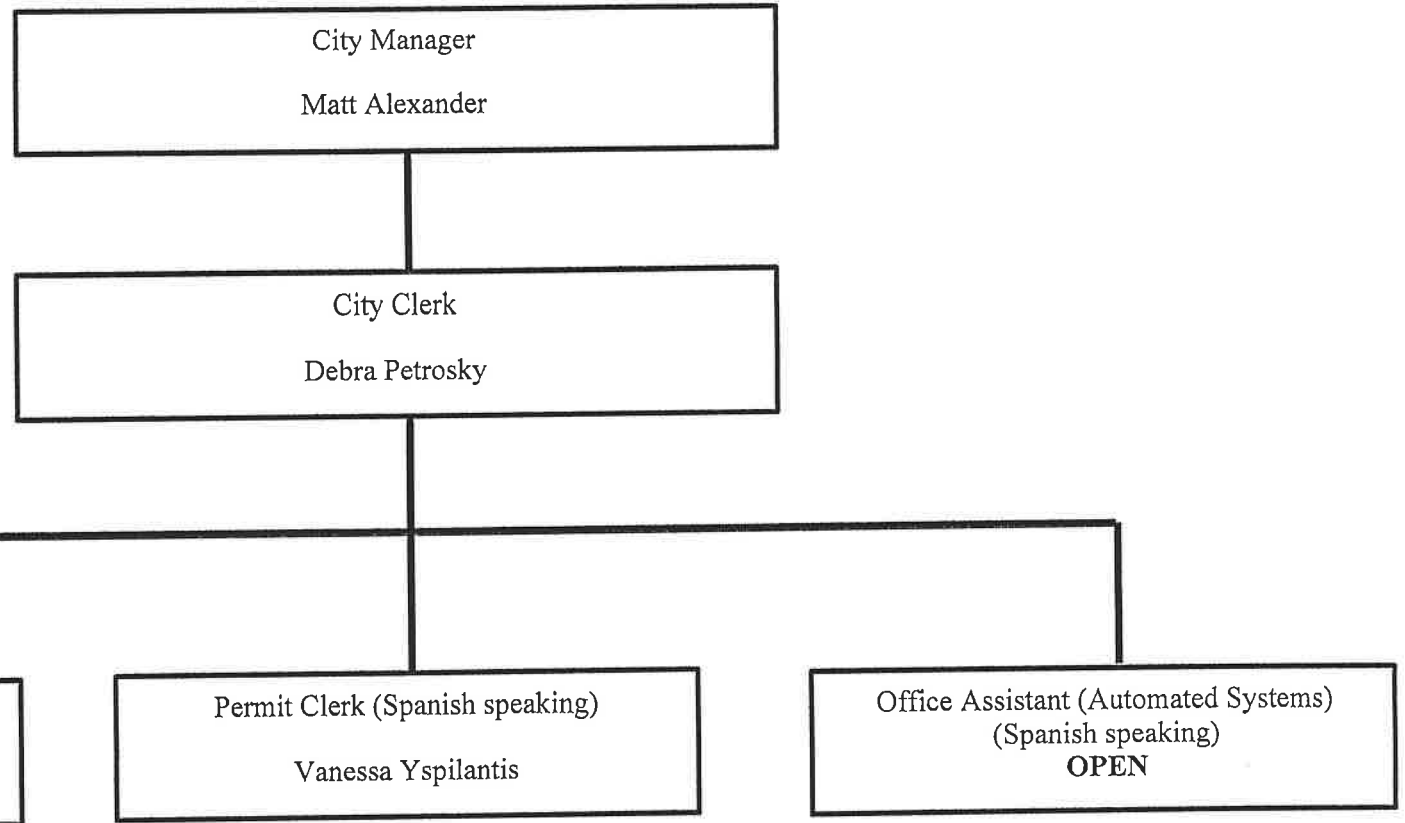 City Manager
Matt Alexander
City Clerk
Debra Petrosky
Permit Clerk (Spanish speaking)
Vanessa Yspilantis
Office Assistant (Automated Systems)
(Spanish speaking)
OPEN